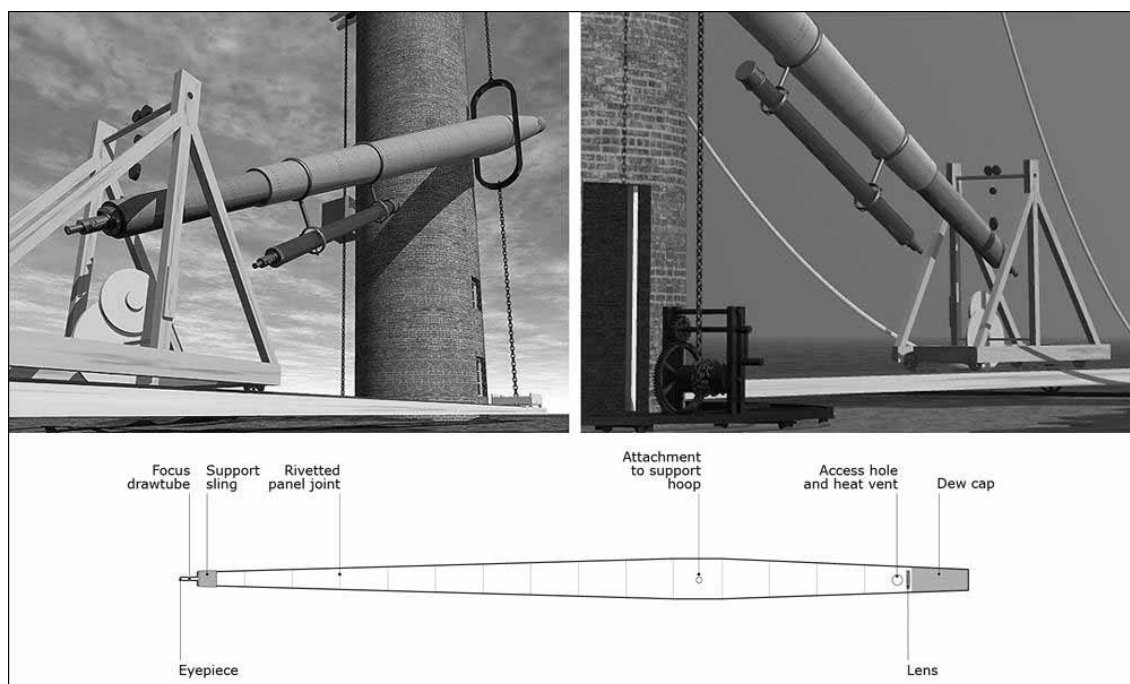 Focus
drawtube
Support
sling
Rivetted
panel joint
Attachment
to support
hoop
Access hole
and heat vent
Dew cap
Eyepiece
Lens